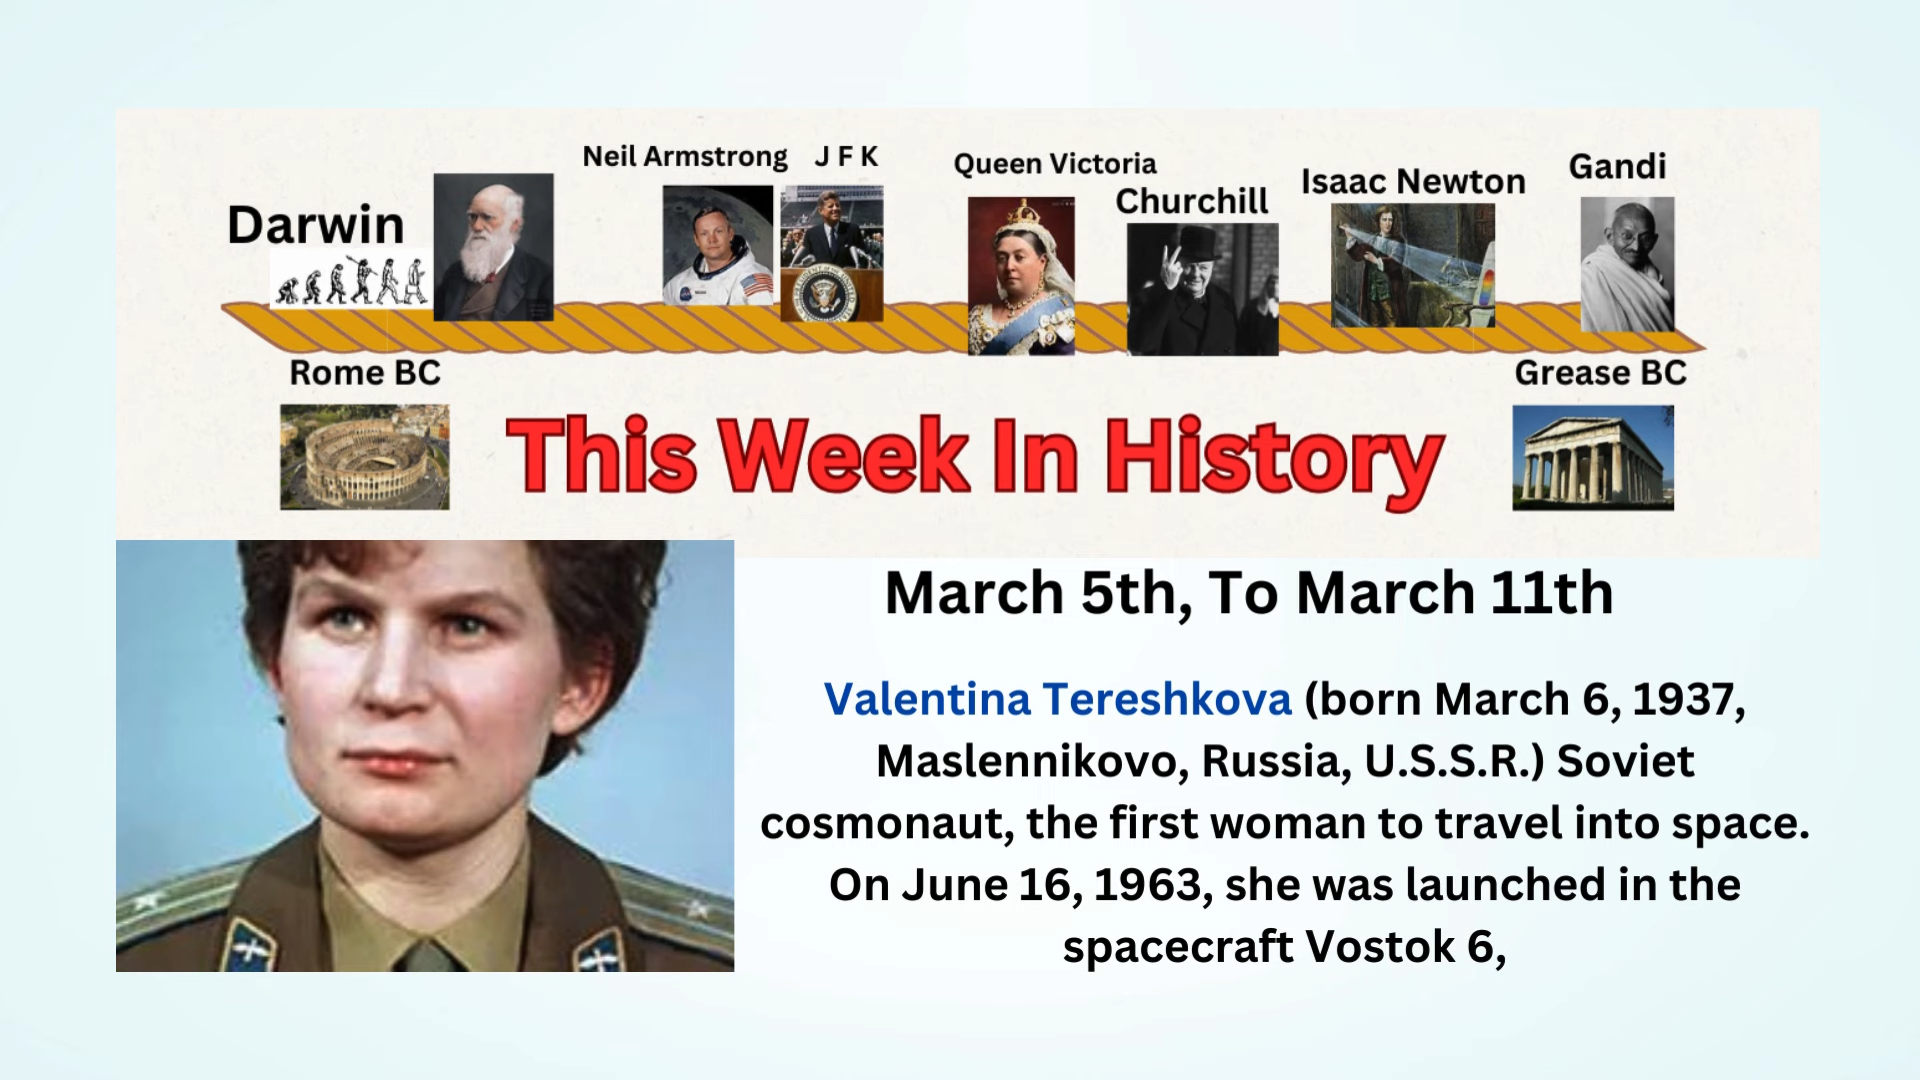 Neil Armstrong
J F K
Queen Victoria
Gandi
Isaac Newton
Churchill
Darwin
Rome BC
Grease BC
This Week In History
March 5th, To March 11th
Valentina Tereshkova (born March 6, 1937,
Maslennikovo, Russia, U.S.S.R.) Soviet
cosmonaut, the first woman to travel into space.
On June 16, 1963, she was launched in the
spacecraft Vostok 6,